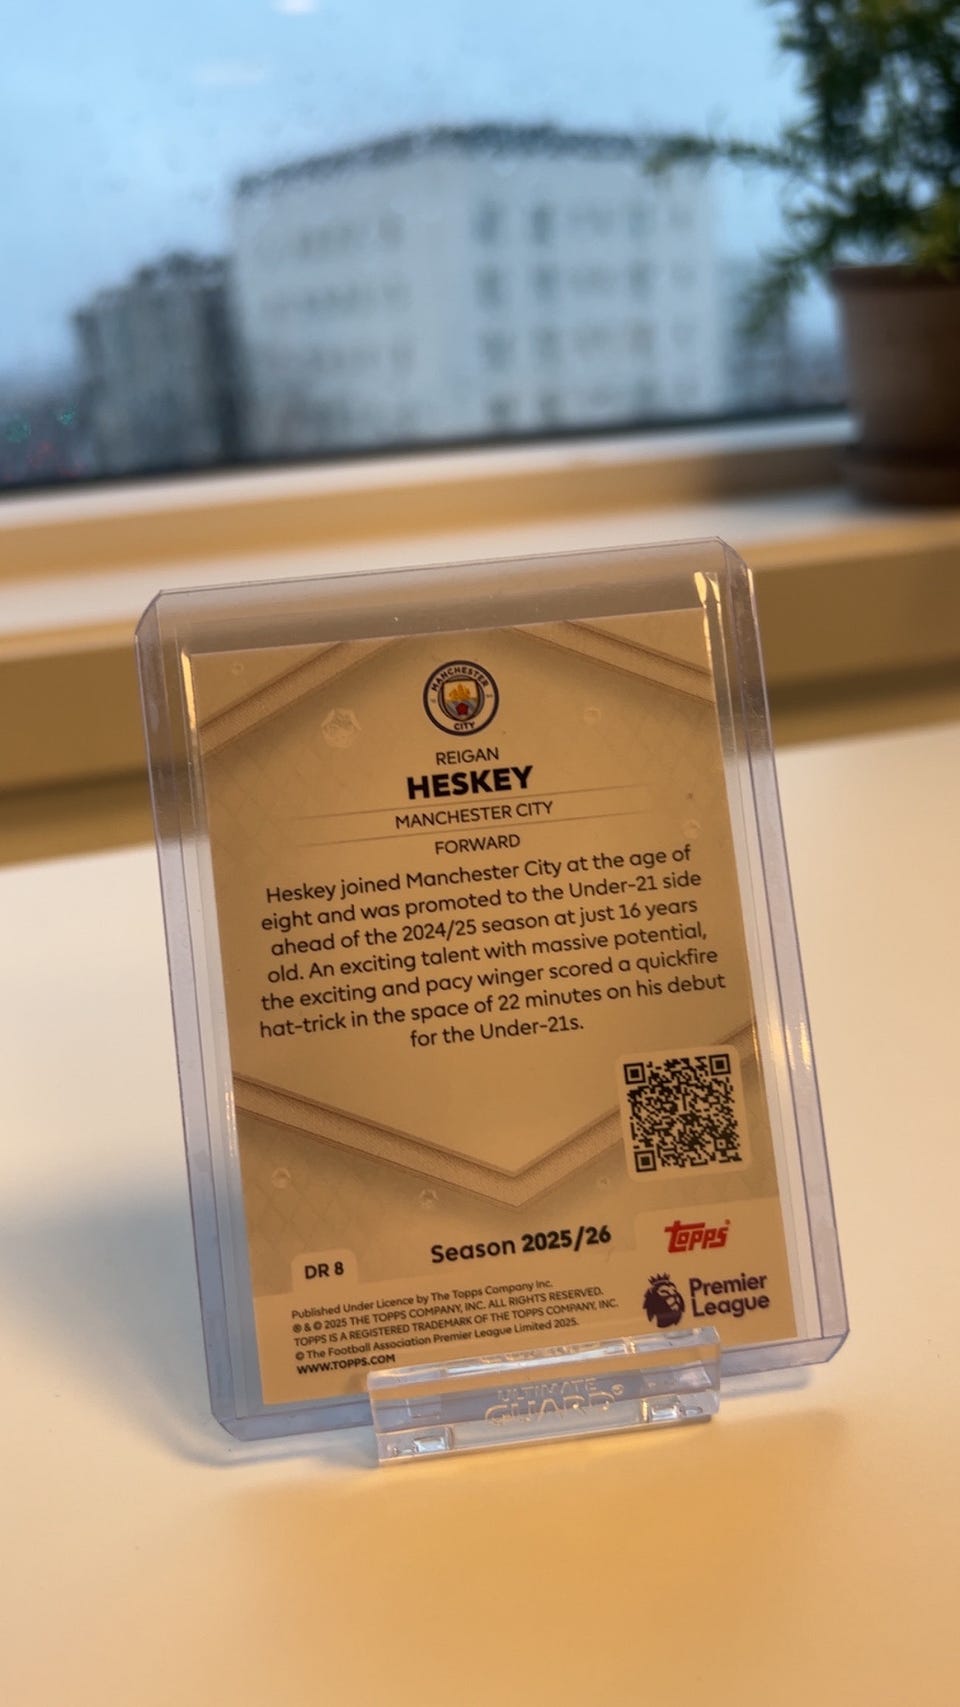 MANCHESTER
CITY
REIGAN
HESKEY
MANCHESTER CITY
FORWARD
Heskey joined Manchester City at the age of
eight and was promoted to the Under-21 side
ahead of the 2024/25 season at just 16 years
old. An exciting talent with massive potential,
the exciting and pacy winger scored a quickfire
hat-trick in the space of 22 minutes on his debut
for the Under-21s.
DR 8
Season 2025/26
Topps®
Published Under Licence by The Topps Company Inc.
® & © 2025 THE TOPPS COMPANY, INC. ALL RIGHTS RESERVED.
TOPPS IS A REGISTERED TRADEMARK OF THE TOPPS COMPANY, INC.
© The Football Association Premier League Limited 2025.
WWW.TOPPS.COM
Premier
League
ULTIMATE
GUARD®